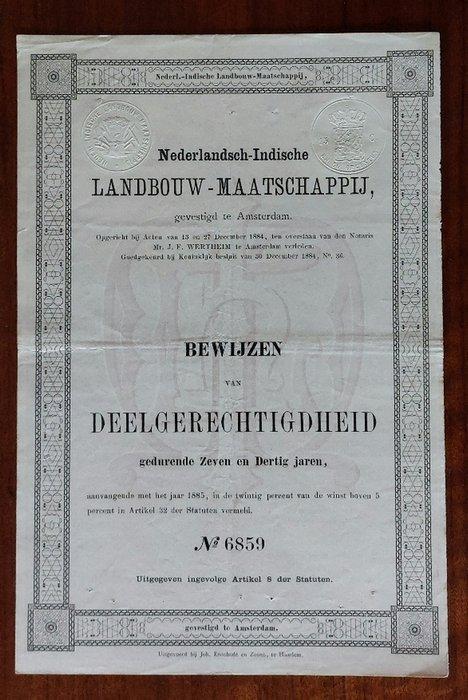 Nederl.-Indische Landbouw-Maatschappij,
Nederlandsch-Indische
LANDBOUW-MAATSCHAPPIJ,
gevestigd te Amsterdam.
Opgericht bij Acten van 13 en 27 December 1884, ten overstaan van den Notaris
Mr. J. F. WERTHEIM te Amsterdam verleden.
Goedgekeurd bij Koninklijk besluit van 30 December 1884, No. 36.
BEWIJZEN
VAN
DEELGERECHTIGDHEID
gedurende Zeven en Dertig jaren,
aanvangende met het jaar 1885, in de twintig percent van de winst boven 5
percent in Artikel 32 der Statuten vermeld.
No 6859
Uitgegeven ingevolge Artikel 8 der Statuten.
gevestigd te Amsterdam.
Uitgevoerd bij Joh. Enschedé en Zonen, te Haarlem.